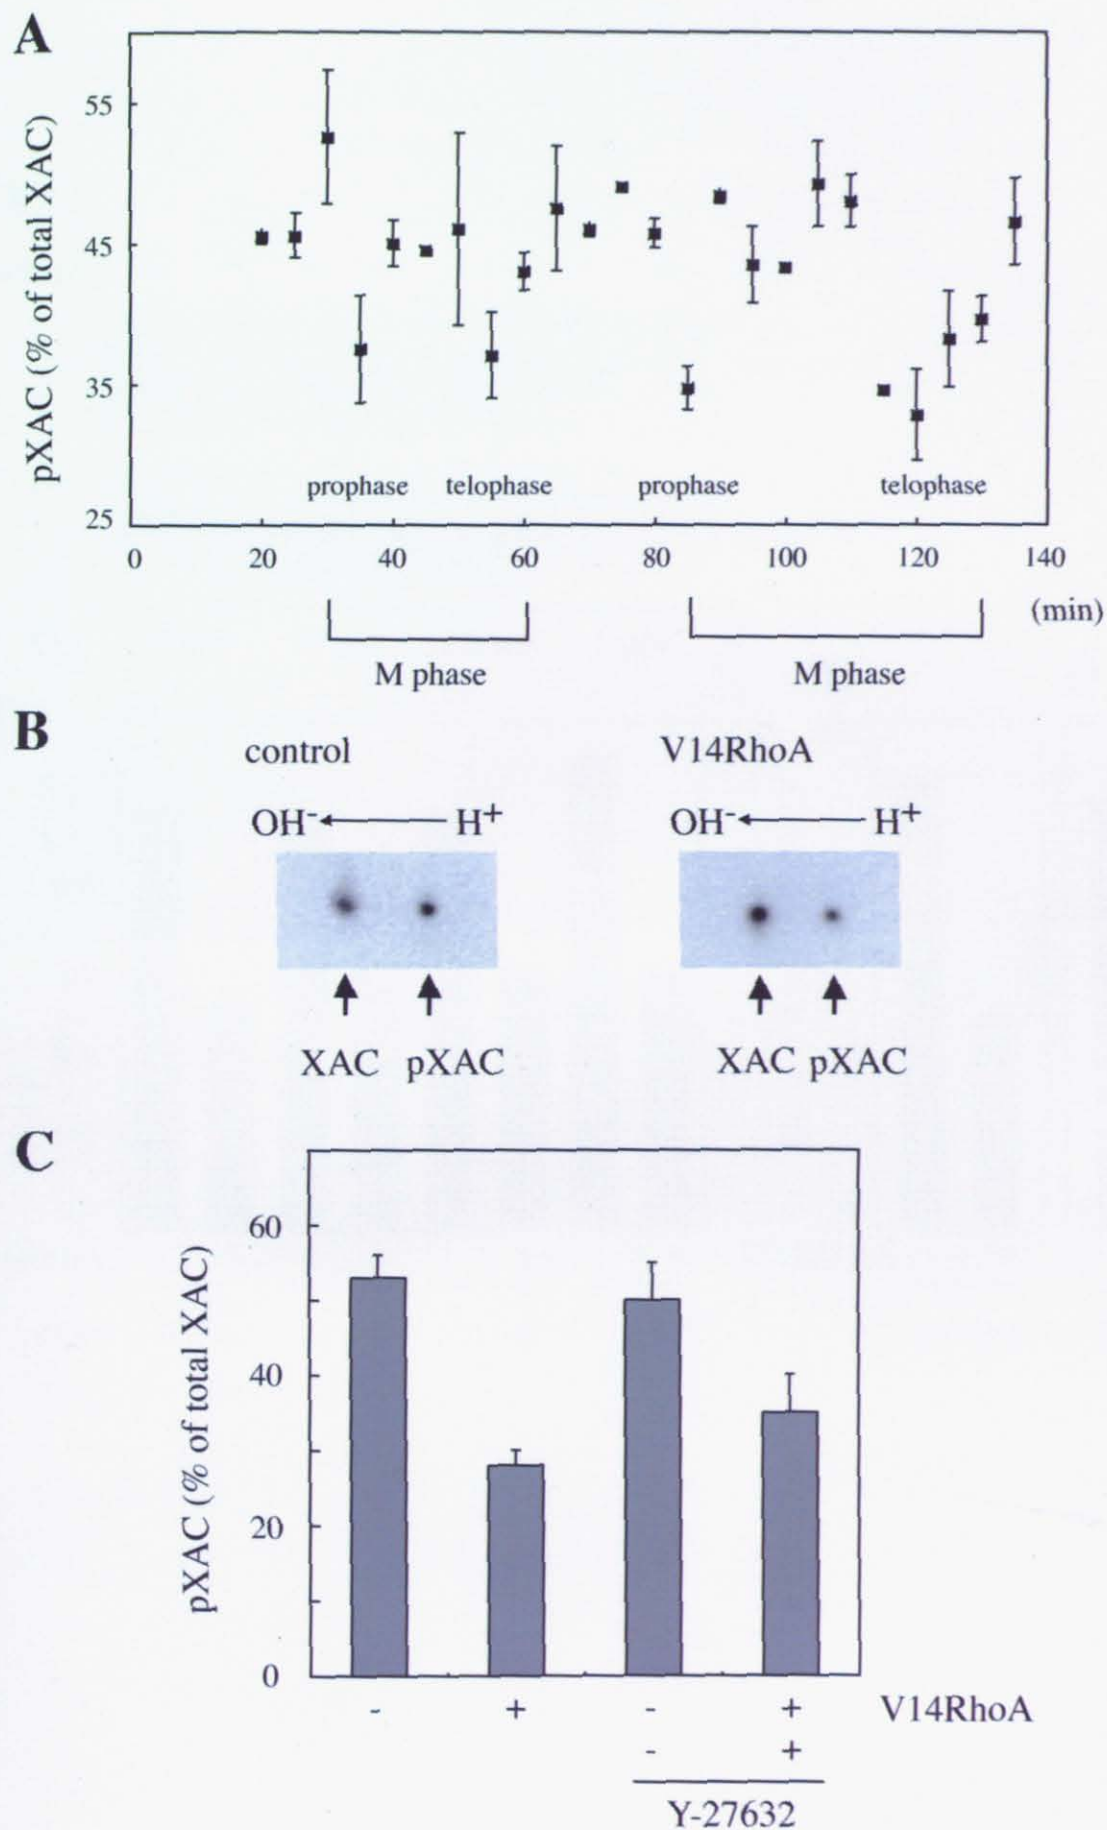 A
pXAC (% of total XAC)
55
45
35
25
prophase telophase prophase telophase
0 20 40 60 80 100 120 140
(min)
M phase M phase
B
control V14RhoA
OH- H+ OH- H+
XAC pXAC XAC pXAC
C
pXAC (% of total XAC)
60
40
20
0
- + - + V14RhoA
- +
Y-27632